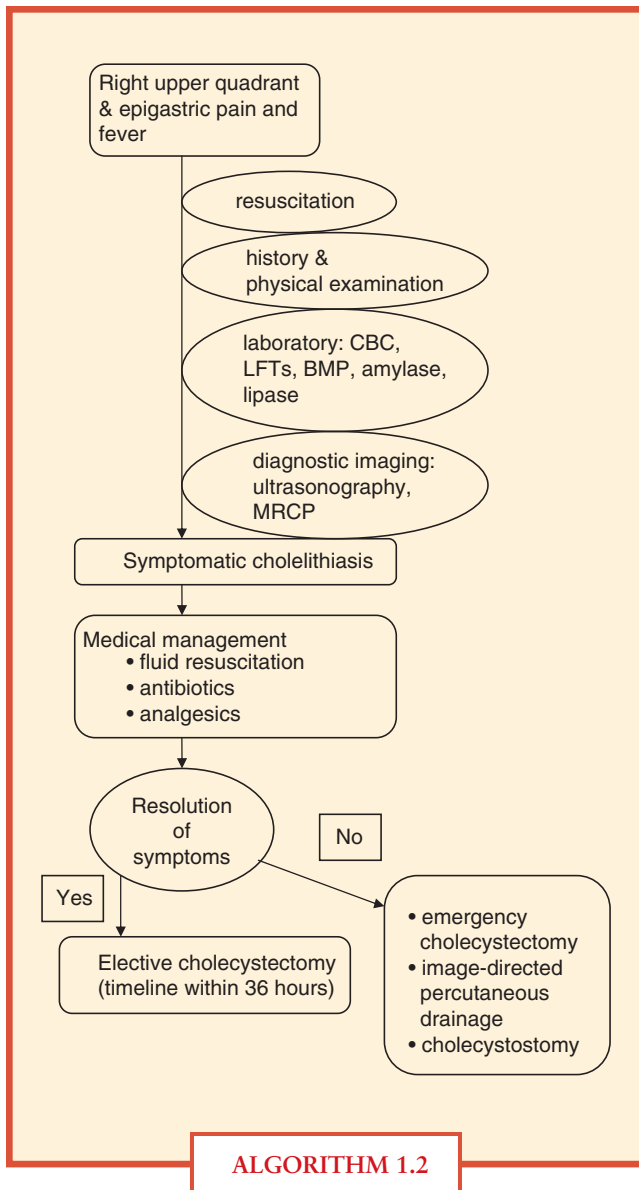 Right upper quadrant
& epigastric pain and
fever
resuscitation
history &
physical examination
laboratory: CBC,
LFTs, BMP, amylase,
lipase
diagnostic imaging:
ultrasonography,
MRCP
Symptomatic cholelithiasis
Medical management
• fluid resuscitation
• antibiotics
• analgesics
Resolution
of
symptoms
No
Yes
• emergency
cholecystectomy
• image-directed
percutaneous
drainage
• cholecystostomy
Elective cholecystectomy
(timeline within 36 hours)
ALGORITHM 1.2